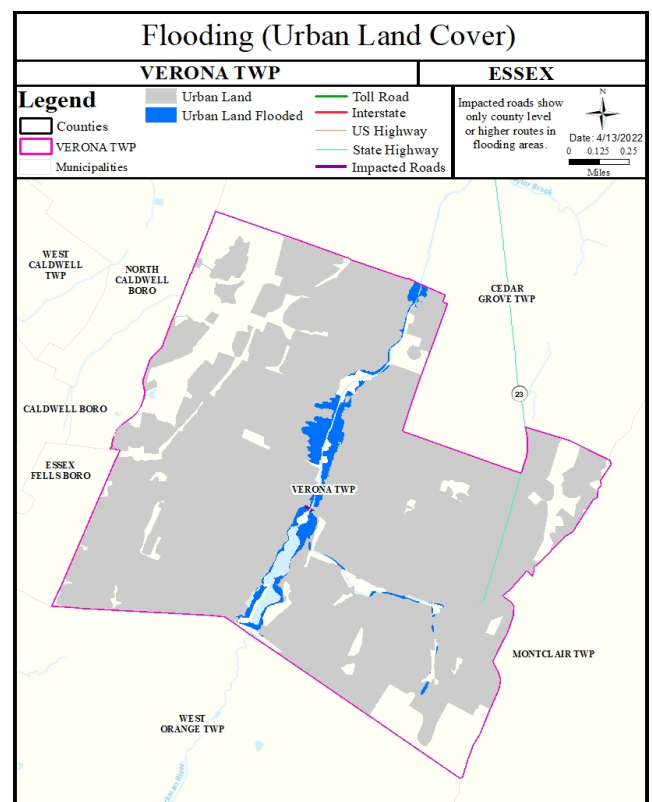 Flooding (Urban Land Cover)
VERONA TWP
ESSEX
Legend
Counties
VERONA TWP
Municipalities
Urban Land
Urban Land Flooded
Toll Road
Interstate
US Highway
State Highway
Impacted Roads
Impacted roads show
only county level
or higher routes in
flooding areas.
N
Date: 4/13/2022
0 0.125 0.25
Miles
Taylor Brook
WEST
CALDWELL
TWP
NORTH
CALDWELL
BORO
CEDAR
GROVE TWP
23
CALDWELL BORO
ESSEX
FELLS BORO
VERONA TWP
MONTCLAIR TWP
WEST
ORANGE TWP
River